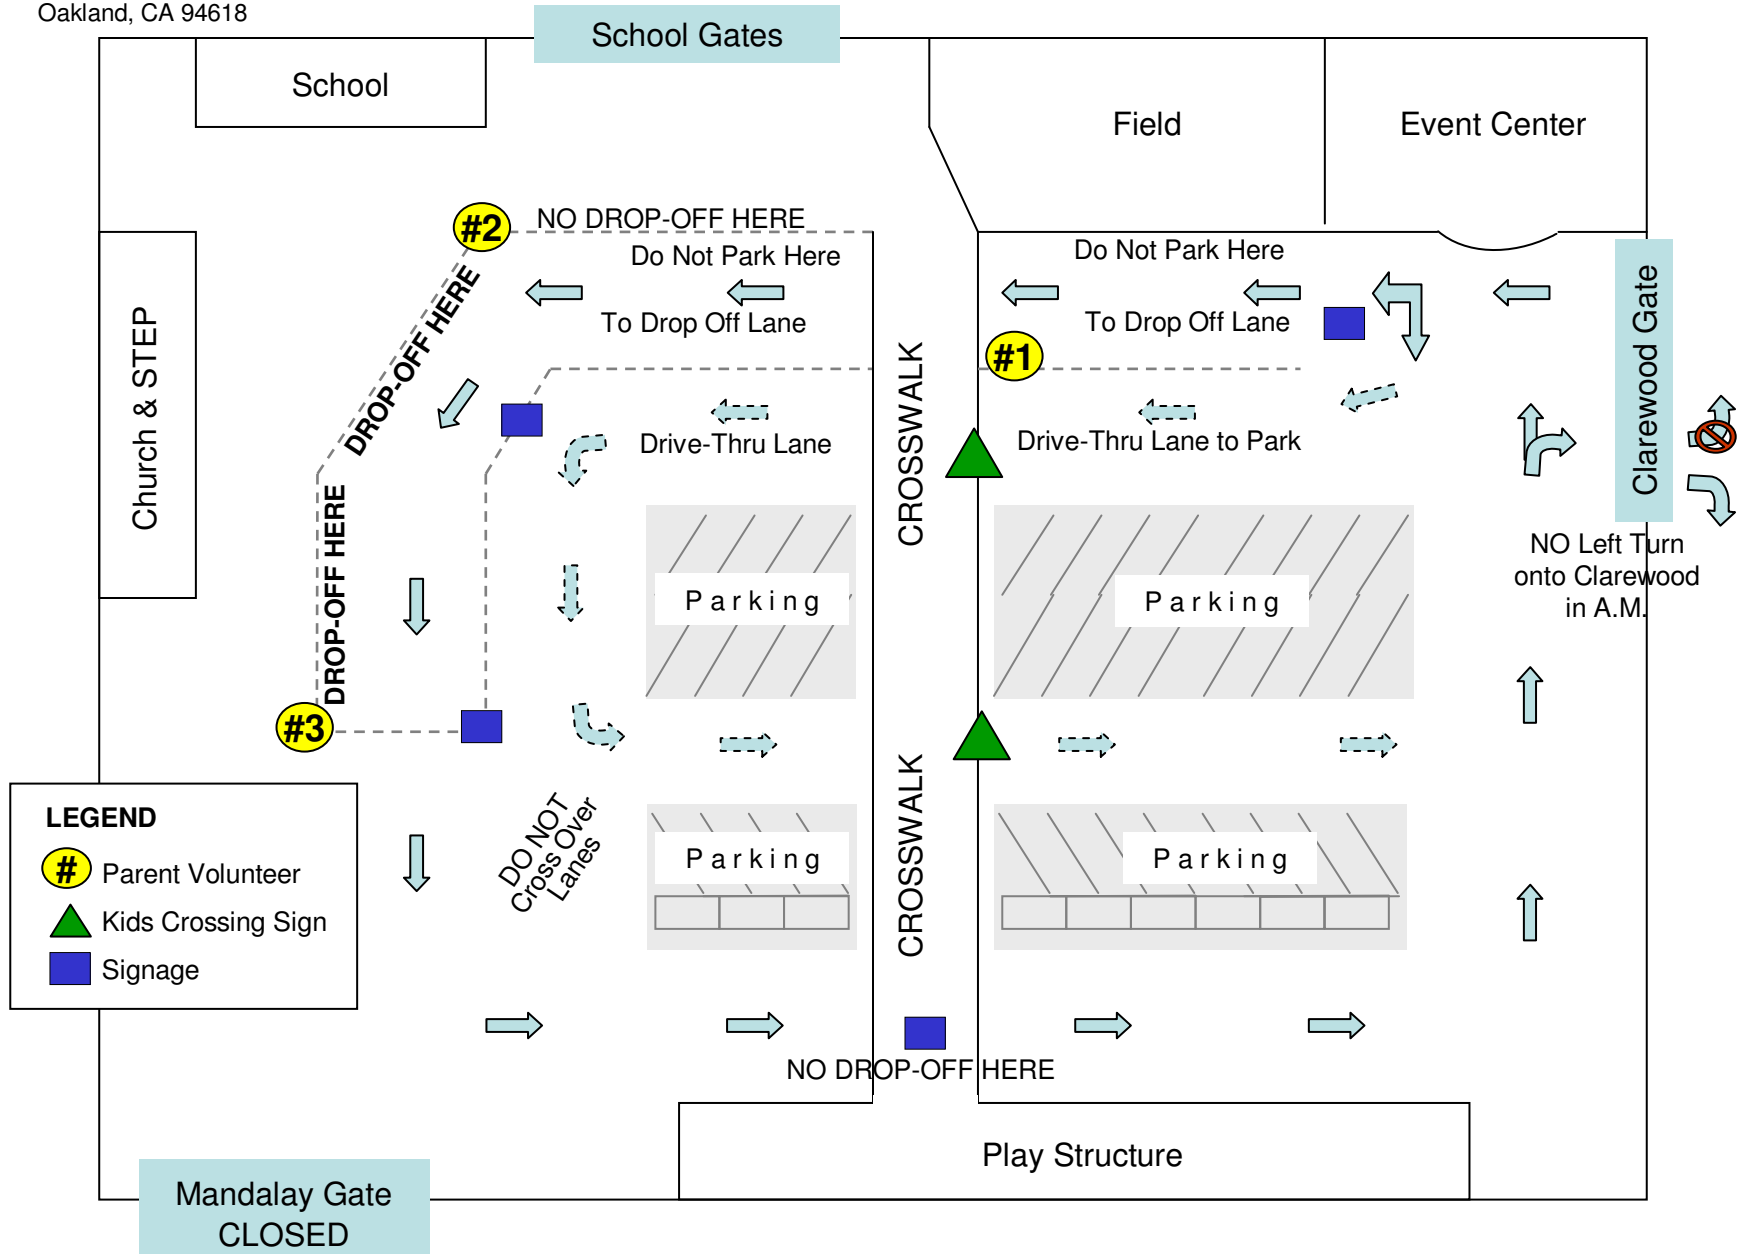 Oakland, CA 94618
School Gates
School
Field
Event Center
#2
NO DROP-OFF HERE
Do Not Park Here
Do Not Park Here
To Drop Off Lane
To Drop Off Lane
#1
DROP-OFF HERE
Church & STEP
Clarewood Gate
CROSSWALK
Drive-Thru Lane
Drive-Thru Lane to Park
DROP-OFF HERE
NO Left Turn
onto Clarewood
in A.M.
Parking
Parking
#3
LEGEND
# Parent Volunteer
Kids Crossing Sign
Signage
DO NOT
Cross Over
Lanes
Parking
CROSSWALK
Parking
NO DROP-OFF HERE
Play Structure
Mandalay Gate
CLOSED